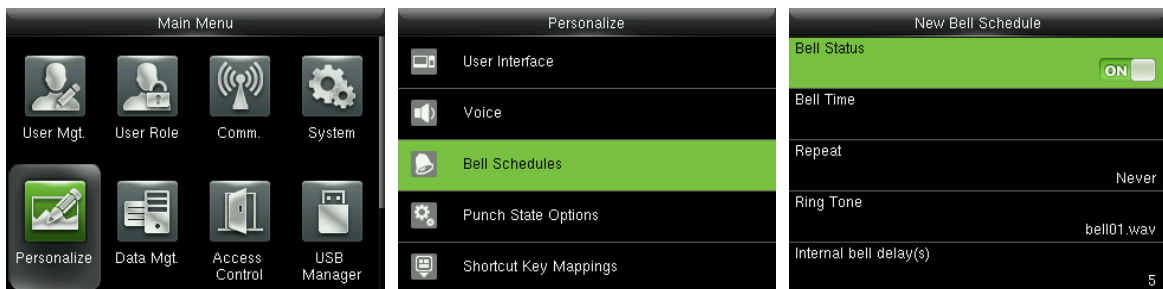 Main Menu
User Mgt.
User Role
Comm.
System
Personalize
Data Mgt.
Access
Control
USB
Manager
Personalize
User Interface
Voice
Bell Schedules
Punch State Options
Shortcut Key Mappings
New Bell Schedule
Bell Status
ON
Bell Time
Repeat
Never
Ring Tone
bell01.wav
Internal bell delay(s)
5